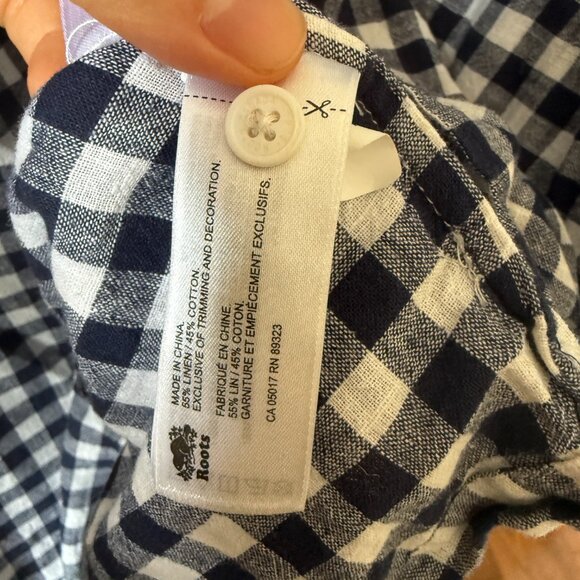 MADE IN CHINA.
55% LINEN / 45% COTTON.
EXCLUSIVE OF TRIMMING AND DECORATION.
FABRIQUÉ EN CHINE.
55% LIN / 45% COTON.
GARNITURE ET EMPIÈCEMENT EXCLUSIFS.
CA 05017 RN 89323
Roots